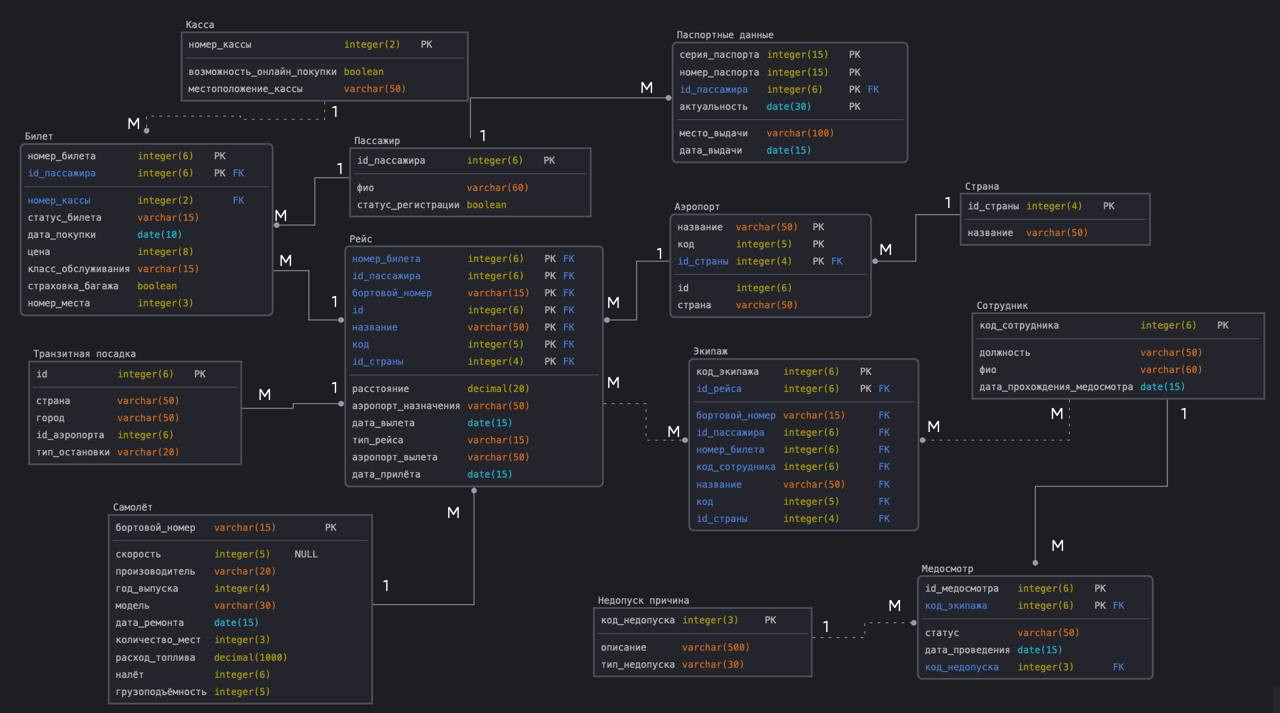 Касса
номер_кассы integer(2) PK
возможность_онлайн_покупки boolean
местоположение_кассы varchar(50)
Паспортные данные
серия_паспорта integer(15) PK
номер_паспорта integer(15) PK
id_пассажира integer(6) PK FK
актуальность date(30) PK
место_выдачи varchar(100)
дата_выдачи date(15)
M
1
M
1
Билет
номер_билета integer(6) PK
id_пассажира integer(6) PK FK
номер_кассы integer(2) FK
статус_билета varchar(15)
дата_покупки date(10)
цена integer(8)
класс_обслуживания varchar(15)
страховка_багажа boolean
номер_места integer(3)
Пассажир
id_пассажира integer(6) PK
фио varchar(60)
статус_регистрации boolean
1
M
Аэропорт
название varchar(50) PK
код integer(5) PK
id_страны integer(4) PK FK
id integer(6)
страна varchar(50)
Страна
id_страны integer(4) PK
название varchar(50)
1
M
Рейс
номер_билета integer(6) PK FK
id_пассажира integer(6) PK FK
бортовой_номер varchar(15) PK FK
id integer(6) PK FK
название varchar(50) PK FK
код integer(5) PK FK
id_страны integer(4) PK FK
расстояние decimal(20)
аэропорт_назначения varchar(50)
дата_вылета date(15)
тип_рейса varchar(15)
аэропорт_вылета varchar(50)
дата_прилёта date(15)
M
1
1
M
Сотрудник
код_сотрудника integer(6) PK
должность varchar(50)
фио varchar(60)
дата_прохождения_медосмотра date(15)
Транзитная посадка
id integer(6) PK
страна varchar(50)
город varchar(50)
id_аэропорта integer(6)
тип_остановки varchar(20)
M
1
Экипаж
код_экипажа integer(6) PK
id_рейса integer(6) PK FK
бортовой_номер varchar(15) FK
id_пассажира integer(6) FK
номер_билета integer(6) FK
код_сотрудника integer(6) FK
название varchar(50) FK
код integer(5) FK
id_страны integer(4) FK
M
M
M
M
1
Самолёт
бортовой_номер varchar(15) PK
скорость integer(5) NULL
произоводитель varchar(20)
год_выпуска integer(4)
модель varchar(30)
дата_ремонта date(15)
количество_мест integer(3)
расход_топлива decimal(1000)
налёт integer(6)
грузоподъёмность integer(5)
M
1
M
Недопуск причина
код_недопуска integer(3) PK
описание varchar(500)
тип_недопуска varchar(30)
1
M
Медосмотр
id_медосмотра integer(6) PK
код_экипажа integer(6) PK FK
статус varchar(50)
дата_проведения date(15)
код_недопуска integer(3) FK